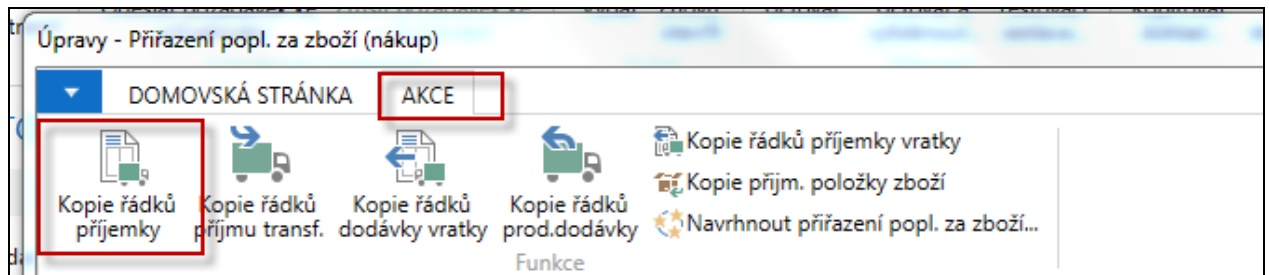 Úpravy - Přiřazení popl. za zboží (nákup)
DOMOVSKÁ STRÁNKA AKCE
Kopie řádků
příjemky
Kopie řádků
příjmu transf.
Kopie řádků
dodávky vratky
Kopie řádků
prod.dodávky
Kopie řádků příjemky vratky
Kopie přijm. položky zboží
Navrhnout přiřazení popl. za zboží...
Funkce